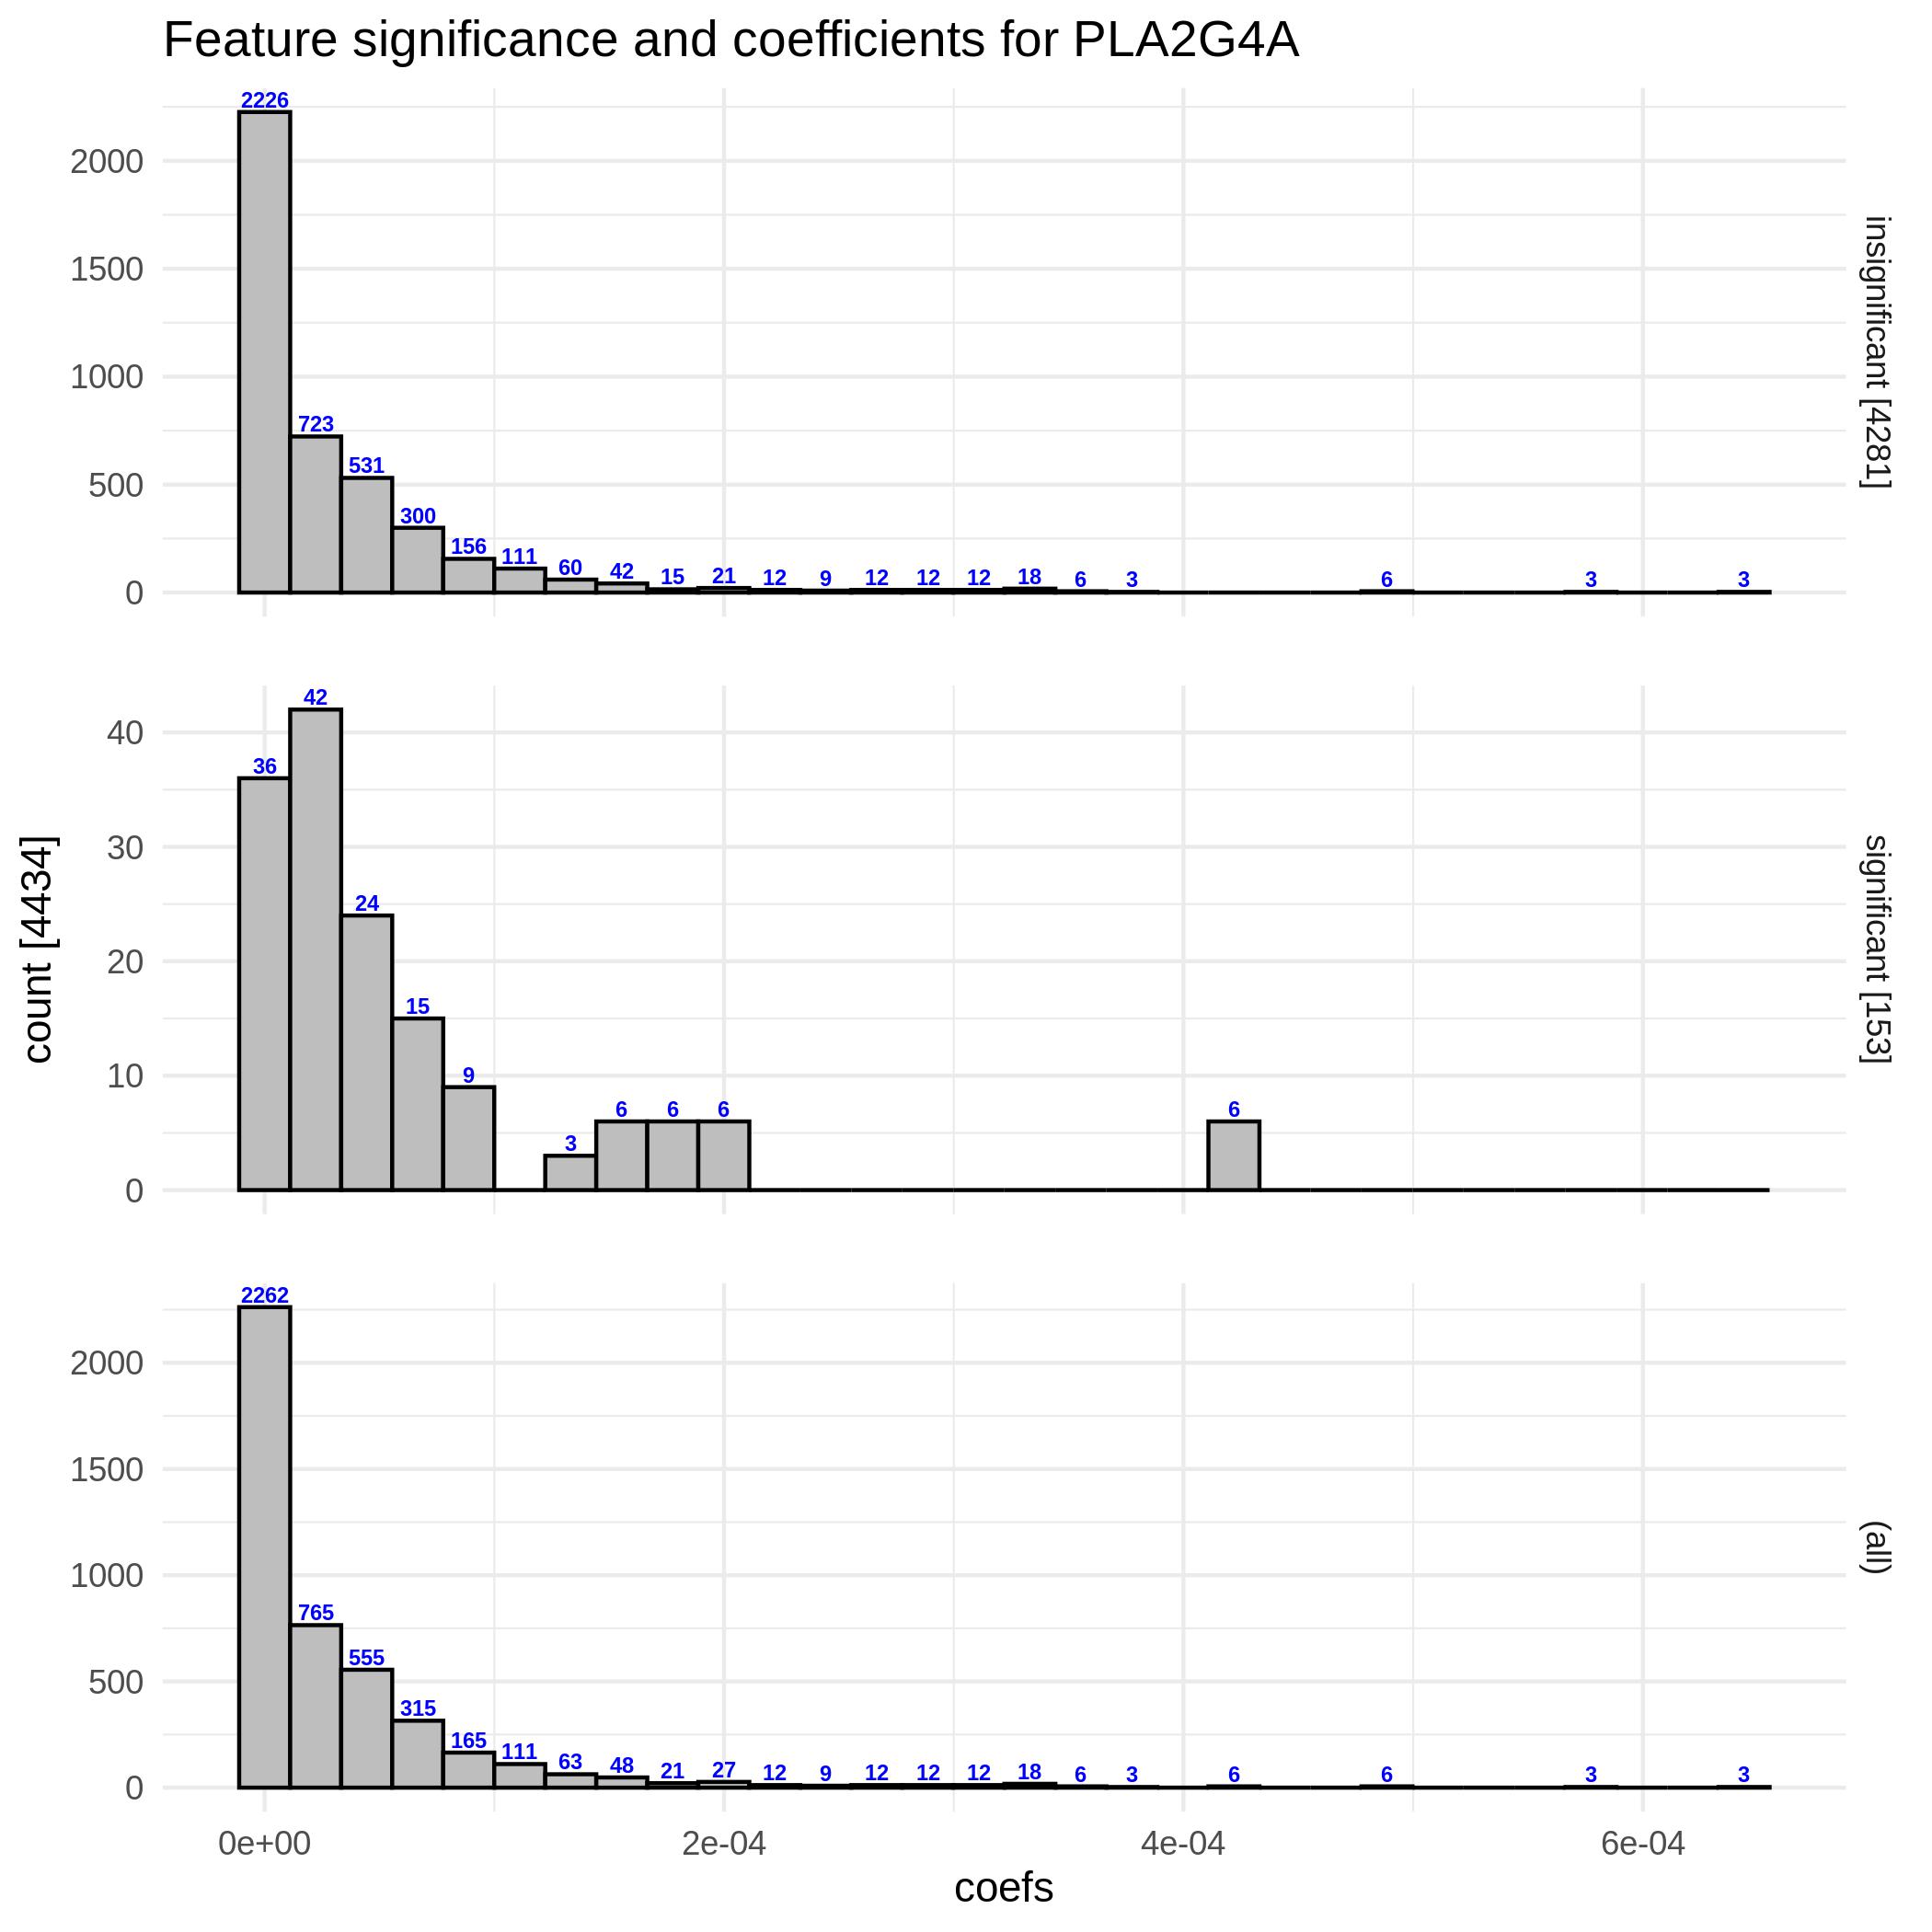 Feature significance and coefficients for PLA2G4A
2226
2000
1500
1000
723
531
500
300
156 111 60 42 15 21 12 9 12 12 12 18 6 3 6 3 3
0
insignificant [4281]
42
40
36
30
24
20
15
10
9
3 6 6 6 6
0
significant [153]
count [4434]
2262
2000
1500
1000
765
555
500
315
165 111 63 48 21 27 12 9 12 12 12 18 6 3 6 6 3 3
0
(all)
0e+00 2e-04 4e-04 6e-04
coefs